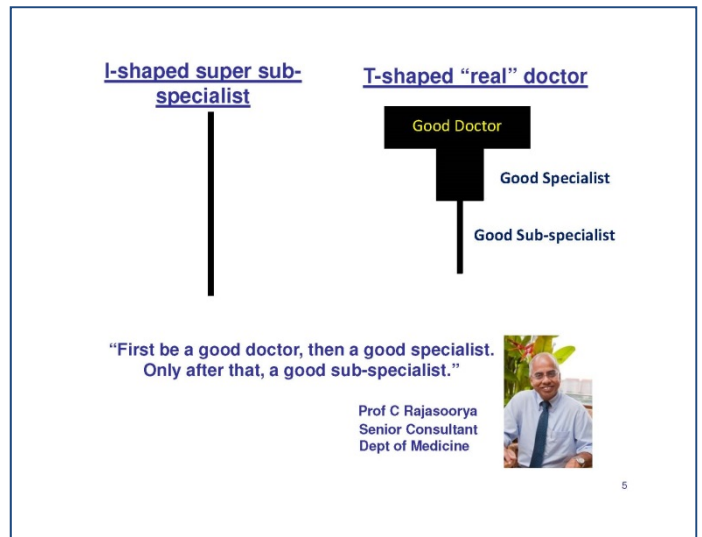 I-shaped super sub-
specialist
T-shaped “real” doctor
Good Doctor
Good Specialist
Good Sub-specialist
“First be a good doctor, then a good specialist.
Only after that, a good sub-specialist.”
Prof C Rajasoorya
Senior Consultant
Dept of Medicine
5